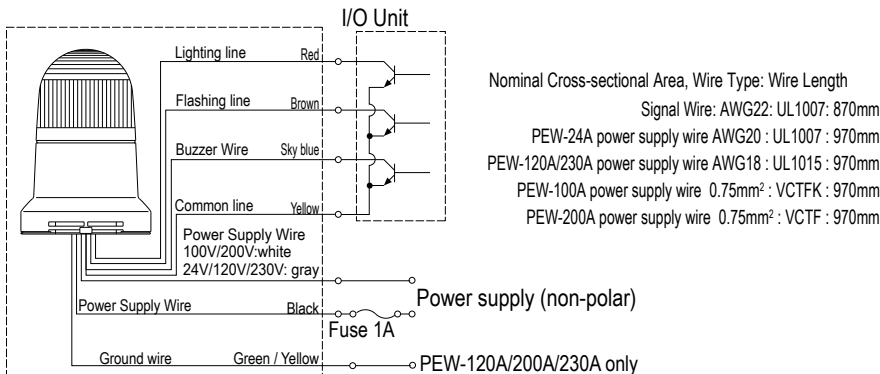 I/O Unit
Lighting line Red
Flashing line Brown
Buzzer Wire Sky blue
Common line Yellow
Power Supply Wire
100V/200V:white
24V/120V/230V: gray
Power supply (non-polar)
Power Supply Wire Black
Fuse 1A
Ground wire Green / Yellow
PEW-120A/200A/230A only
Nominal Cross-sectional Area, Wire Type: Wire Length
Signal Wire: AWG22: UL1007: 870mm
PEW-24A power supply wire AWG20 : UL1007 : 970mm
PEW-120A/230A power supply wire AWG18 : UL1015 : 970mm
PEW-100A power supply wire 0.75mm² : VCTFK : 970mm
PEW-200A power supply wire 0.75mm² : VCTF : 970mm